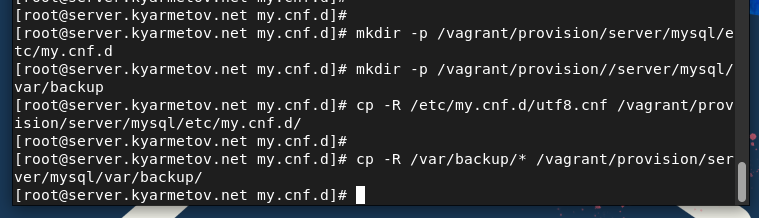 [root@server.kyarmetov.net my.cnf.d]#
[root@server.kyarmetov.net my.cnf.d]#
[root@server.kyarmetov.net my.cnf.d]# mkdir -p /vagrant/provision/server/mysql/e
tc/my.cnf.d
[root@server.kyarmetov.net my.cnf.d]# mkdir -p /vagrant/provision//server/mysql/
var/backup
[root@server.kyarmetov.net my.cnf.d]# cp -R /etc/my.cnf.d/utf8.cnf /vagrant/prov
ision/server/mysql/etc/my.cnf.d/
[root@server.kyarmetov.net my.cnf.d]#
[root@server.kyarmetov.net my.cnf.d]# cp -R /var/backup/* /vagrant/provision/ser
ver/mysql/var/backup/
[root@server.kyarmetov.net my.cnf.d]#